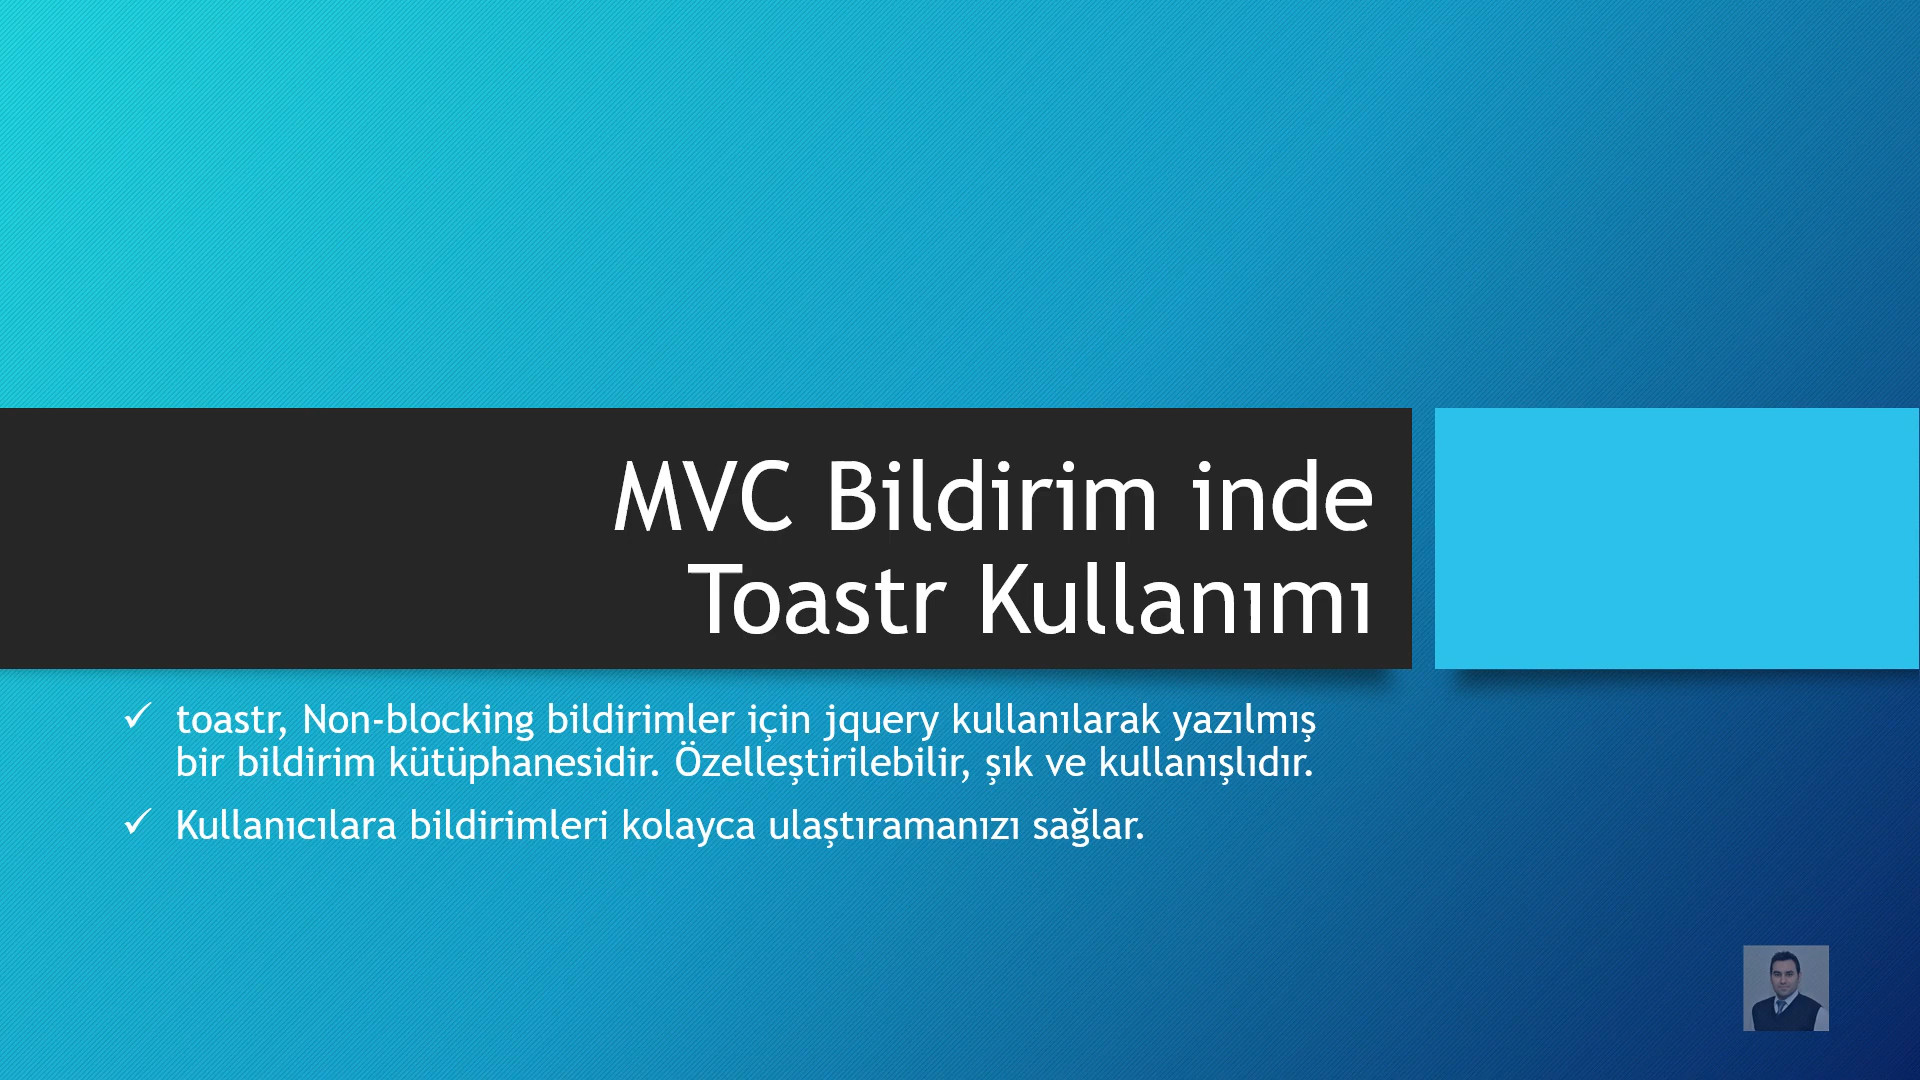 MVC Bildirim inde
Toastr Kullanımı
✓ toastr, Non-blocking bildirimler için jquery kullanılarak yazılmış
bir bildirim kütüphanesidir. Özelleştirilebilir, şık ve kullanışlıdır.
✓ Kullanıcılara bildirimleri kolayca ulaştıramanızı sağlar.